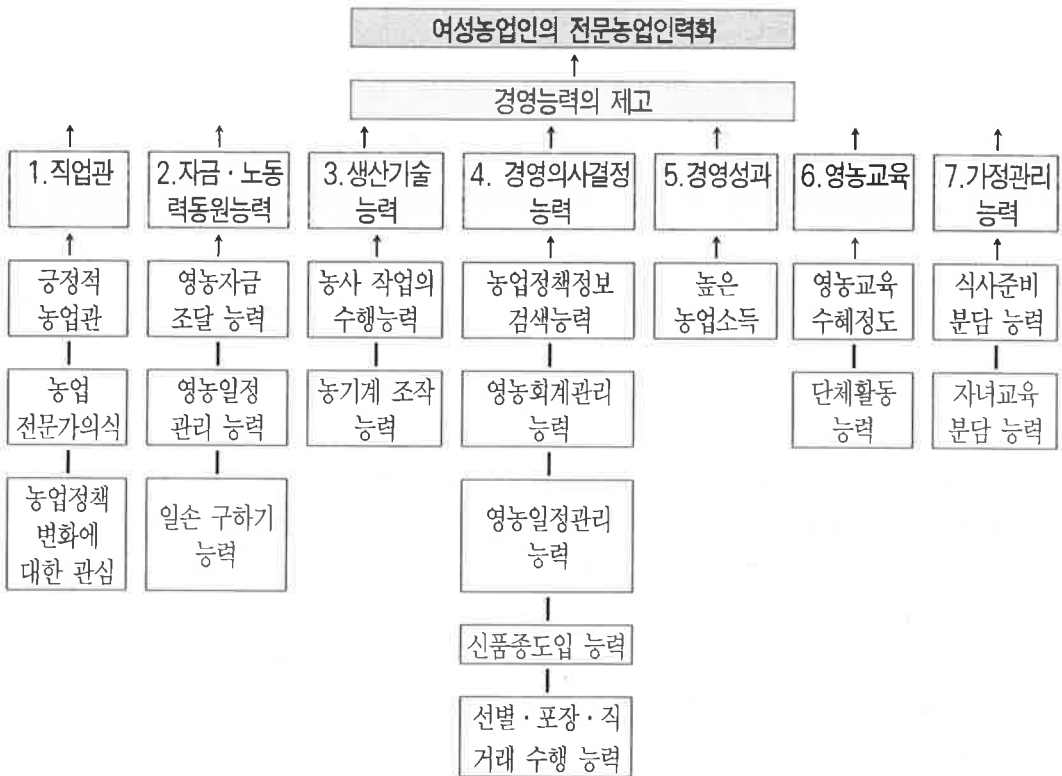 여성농업인의 전문농업인력화
경영능력의 제고
1.직업관
2.자금·노동
력동원능력
3.생산기술
능력
4. 경영의사결정
능력
5.경영성과
6.영농교육
7.가정관리
능력
긍정적
농업관
영농자금
조달 능력
농사 작업의
수행능력
농업정책정보
검색능력
높은
농업소득
영농교육
수혜정도
식사준비
분담 능력
농업
전문가의식
영농일정
관리 능력
농기계 조작
능력
영농회계관리
능력
단체활동
능력
자녀교육
분담 능력
농업정책
변화에
대한 관심
일손 구하기
능력
영농일정관리
능력
신품종도입 능력
선별·포장·직
거래 수행 능력